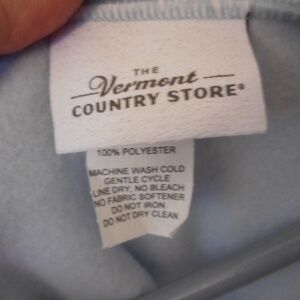 THE
Vermont
COUNTRY STORE®
100% POLYESTER
MACHINE WASH COLD
GENTLE CYCLE
LINE DRY, NO BLEACH
NO FABRIC SOFTENER
DO NOT IRON.
DO NOT DRY CLEAN